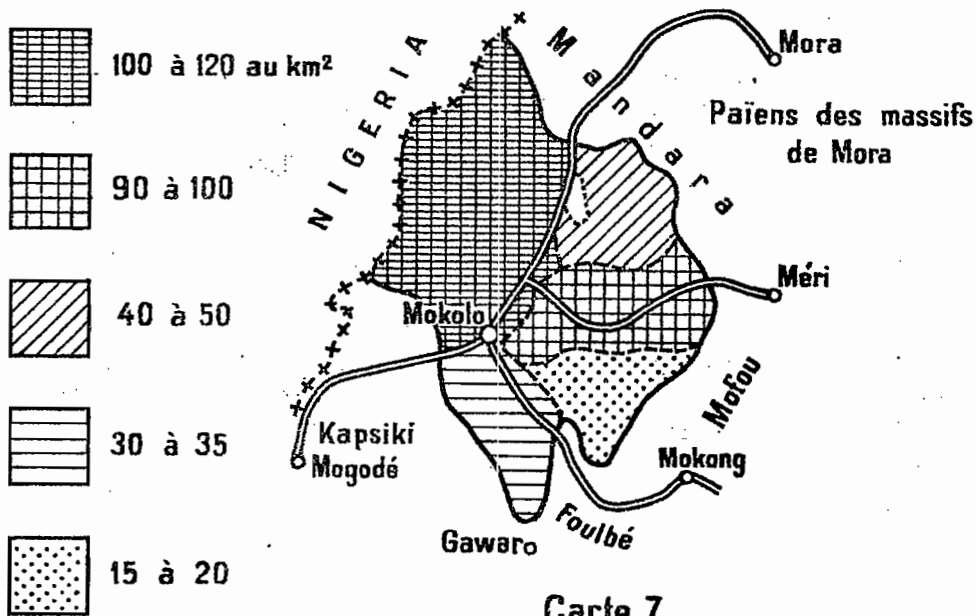 100 à 120 au km²
90 à 100
40 à 50
30 à 35
15 à 20
NIGERIA
Mandara
Mora
Païens des massifs
de Mora
Méri
Mokolo
Mofou
Kapsiki
Mogodé
Mokong
Foulbé
Gawar
Carte 7